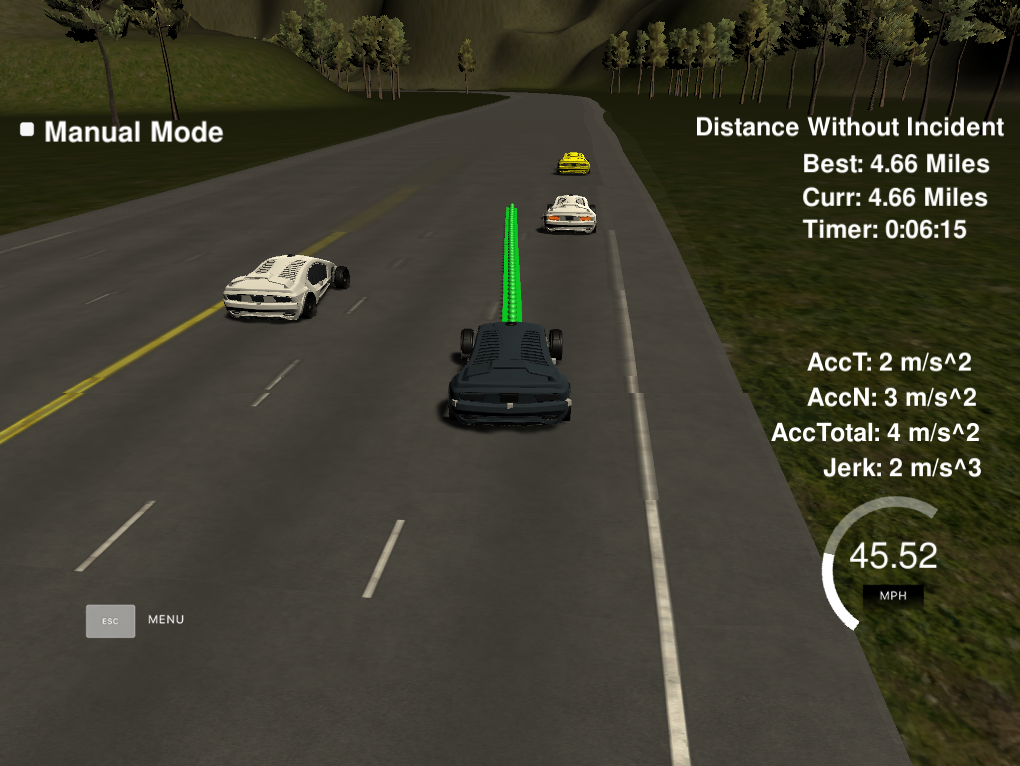 Manual Mode
Distance Without Incident
Best: 4.66 Miles
Curr: 4.66 Miles
Timer: 0:06:15
AccT: 2 m/s^2
AccN: 3 m/s^2
AccTotal: 4 m/s^2
Jerk: 2 m/s^3
45.52
MPH
ESC MENU